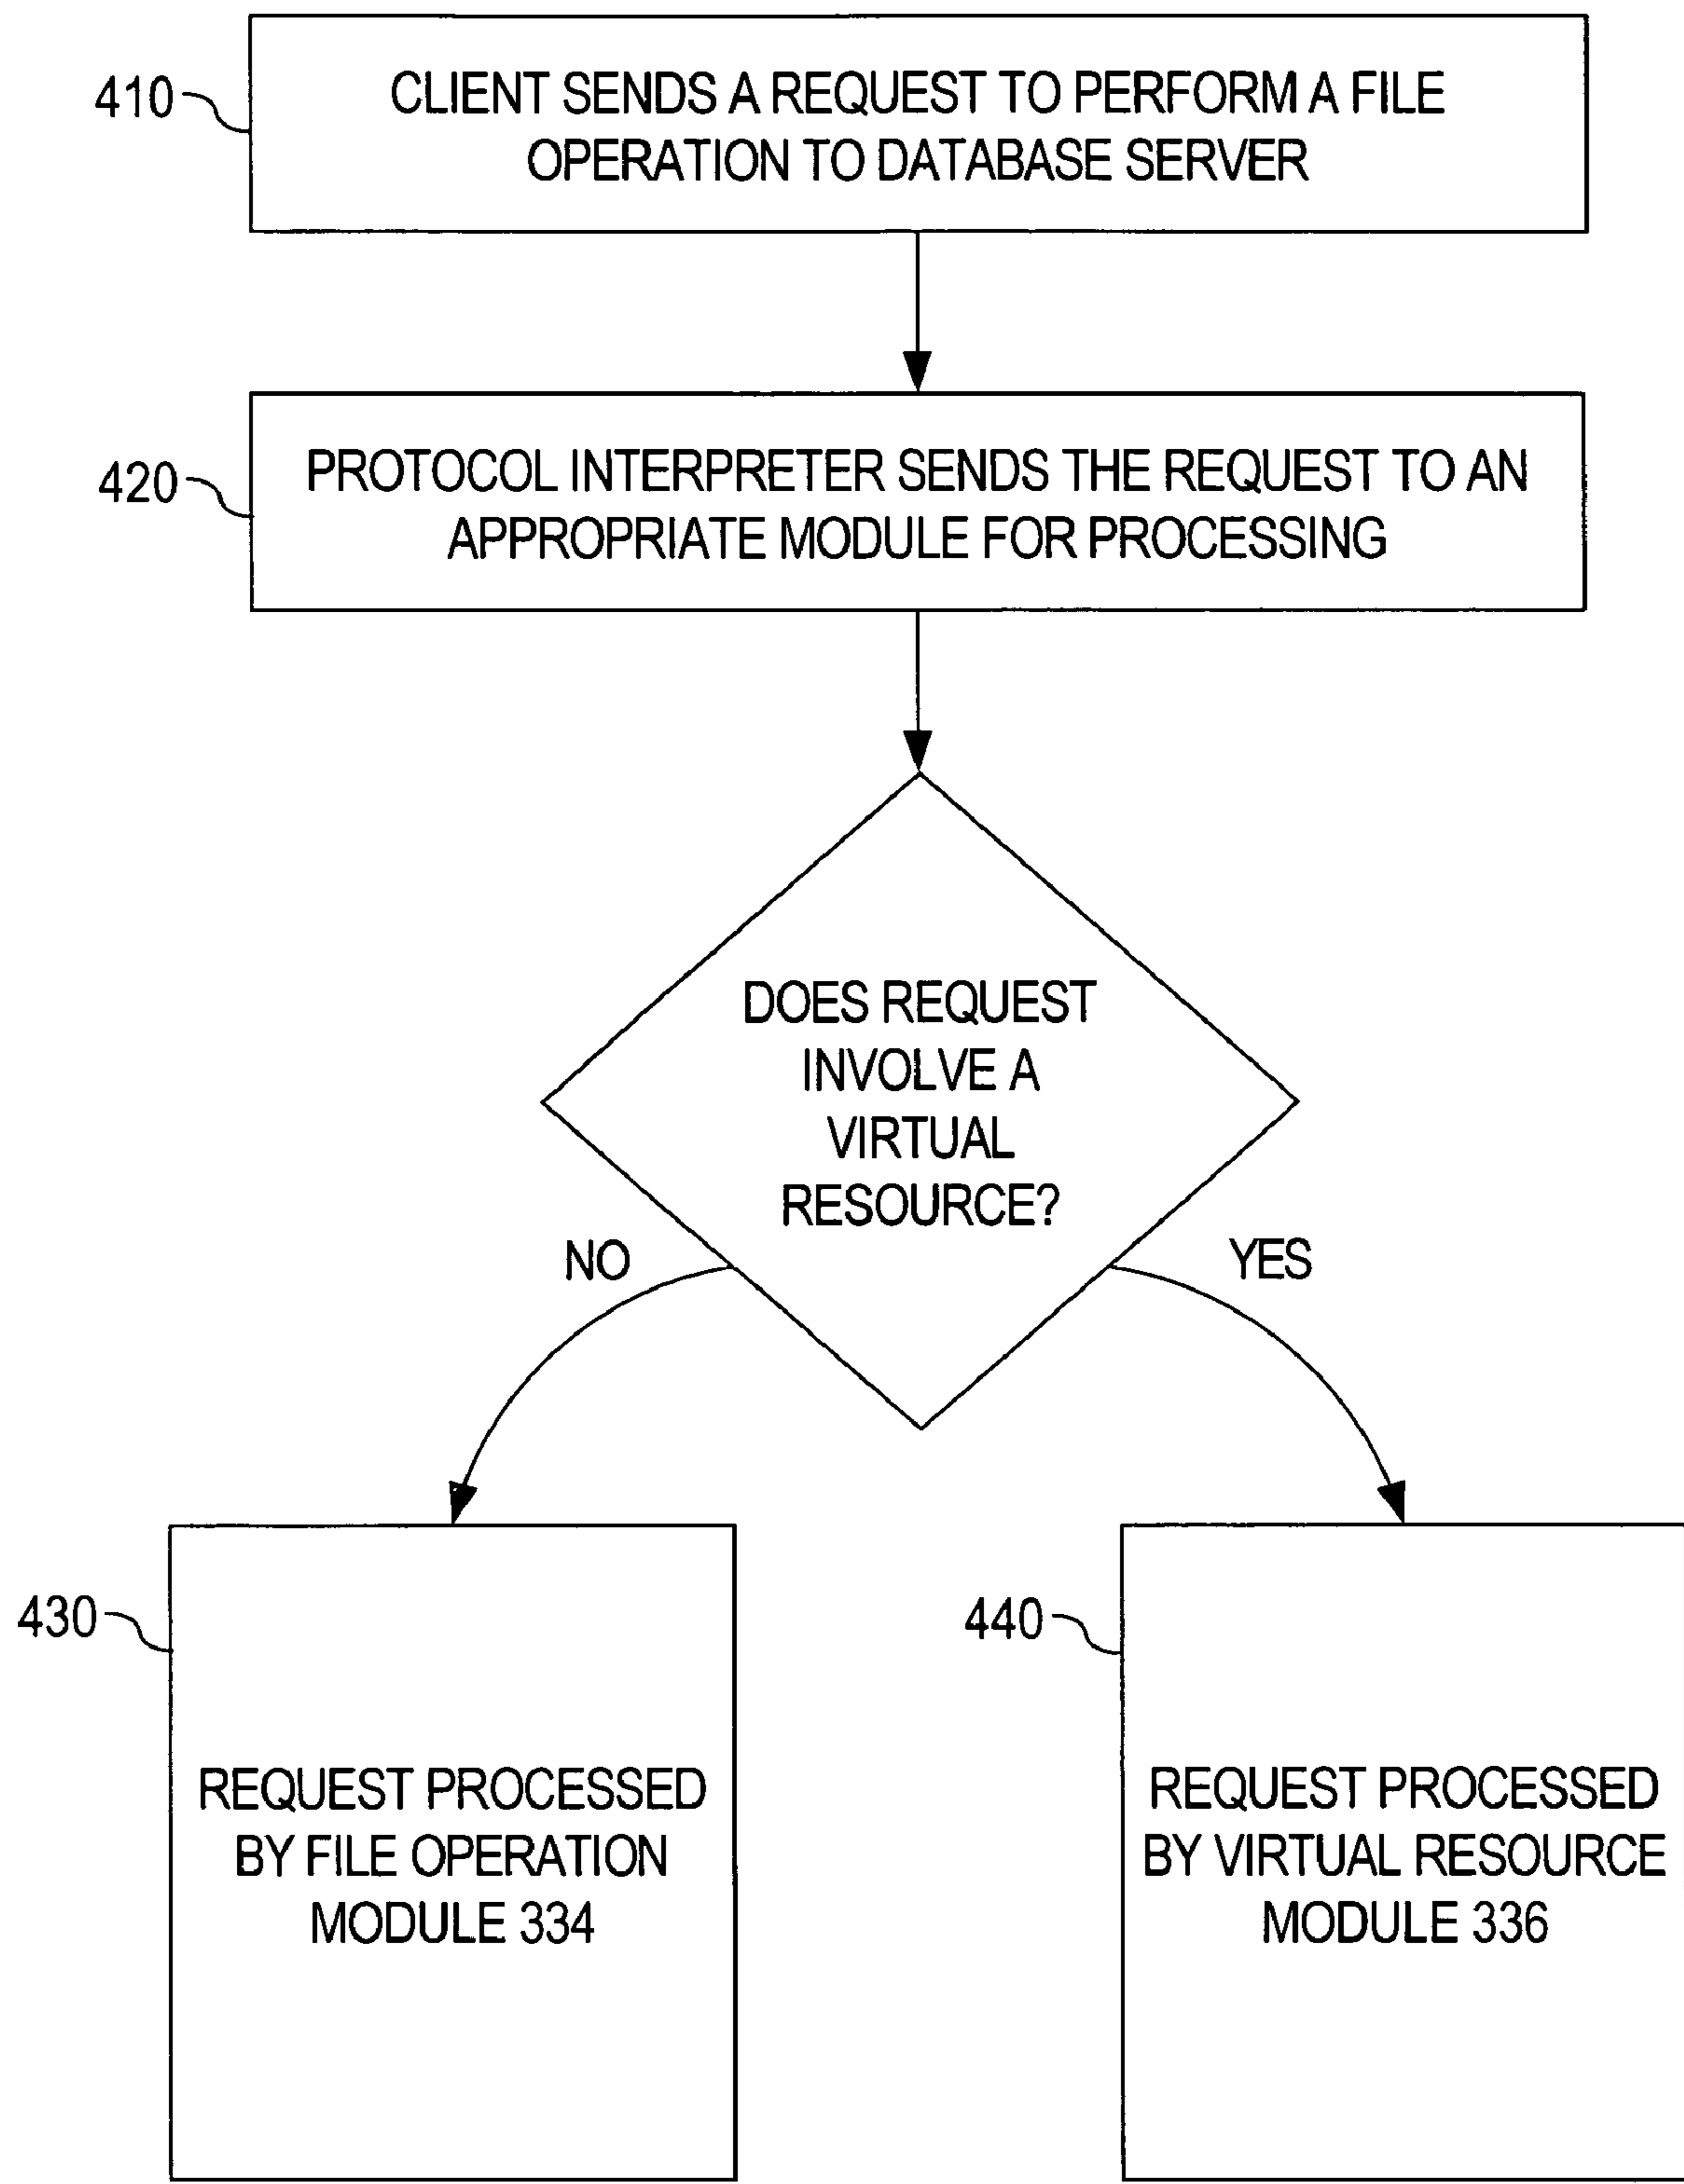 410
CLIENT SENDS A REQUEST TO PERFORM A FILE
OPERATION TO DATABASE SERVER
420
PROTOCOL INTERPRETER SENDS THE REQUEST TO AN
APPROPRIATE MODULE FOR PROCESSING
DOES REQUEST
INVOLVE A
VIRTUAL
RESOURCE?
NO
YES
430
REQUEST PROCESSED
BY FILE OPERATION
MODULE 334
440
REQUEST PROCESSED
BY VIRTUAL RESOURCE
MODULE 336